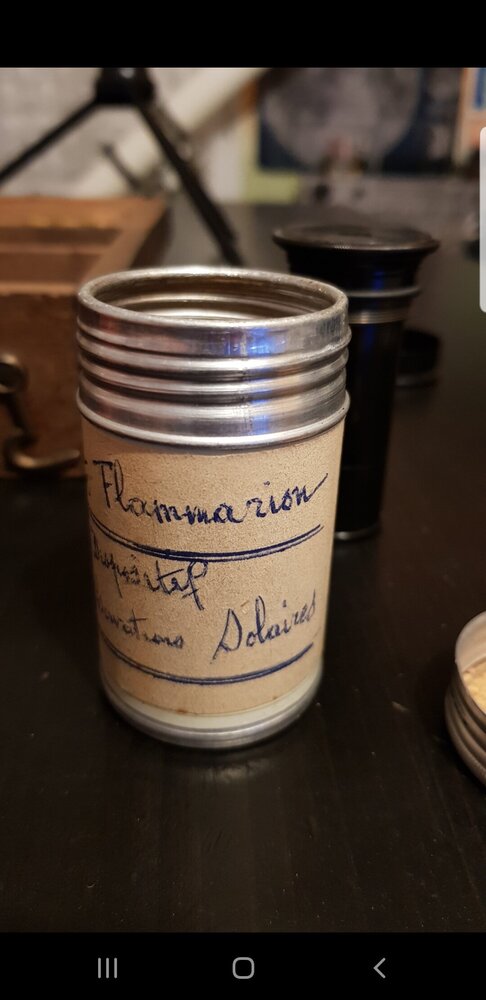 Flammarion
Dispositif
Solaires